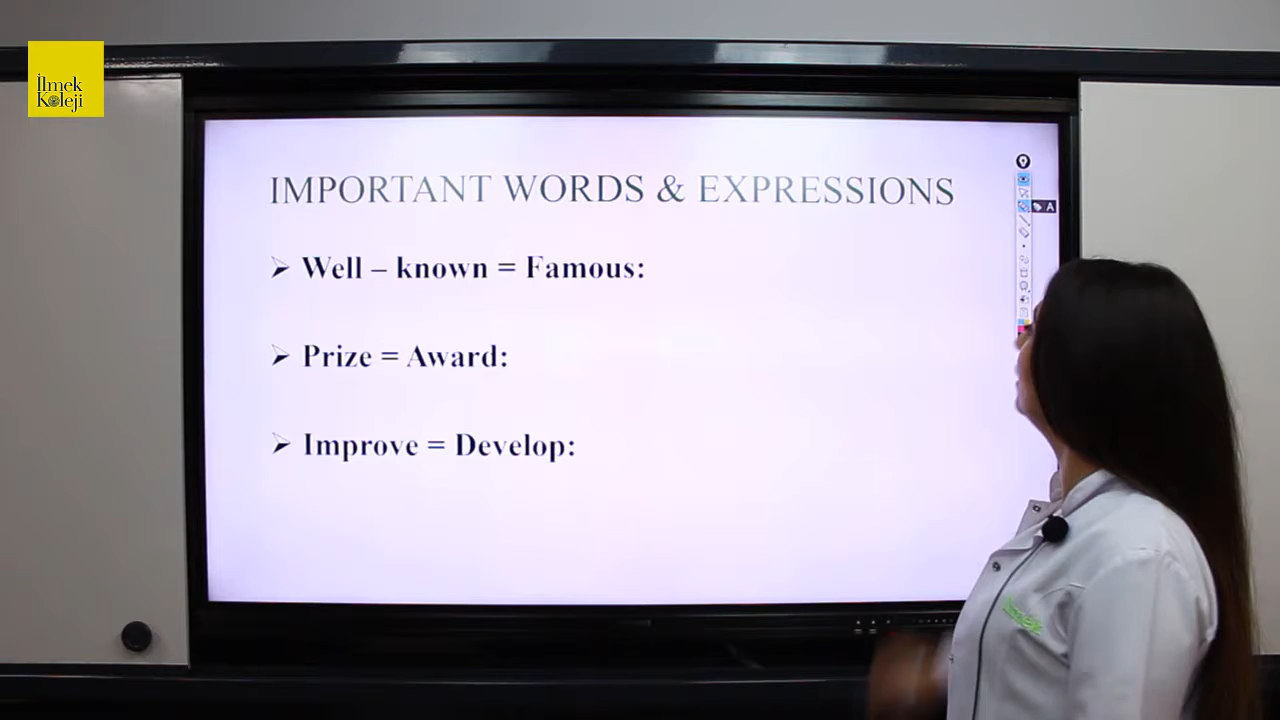 İlmek
Koleji
IMPORTANT WORDS & EXPRESSIONS
➢ Well – known = Famous:
➢ Prize = Award:
➢ Improve = Develop:
A